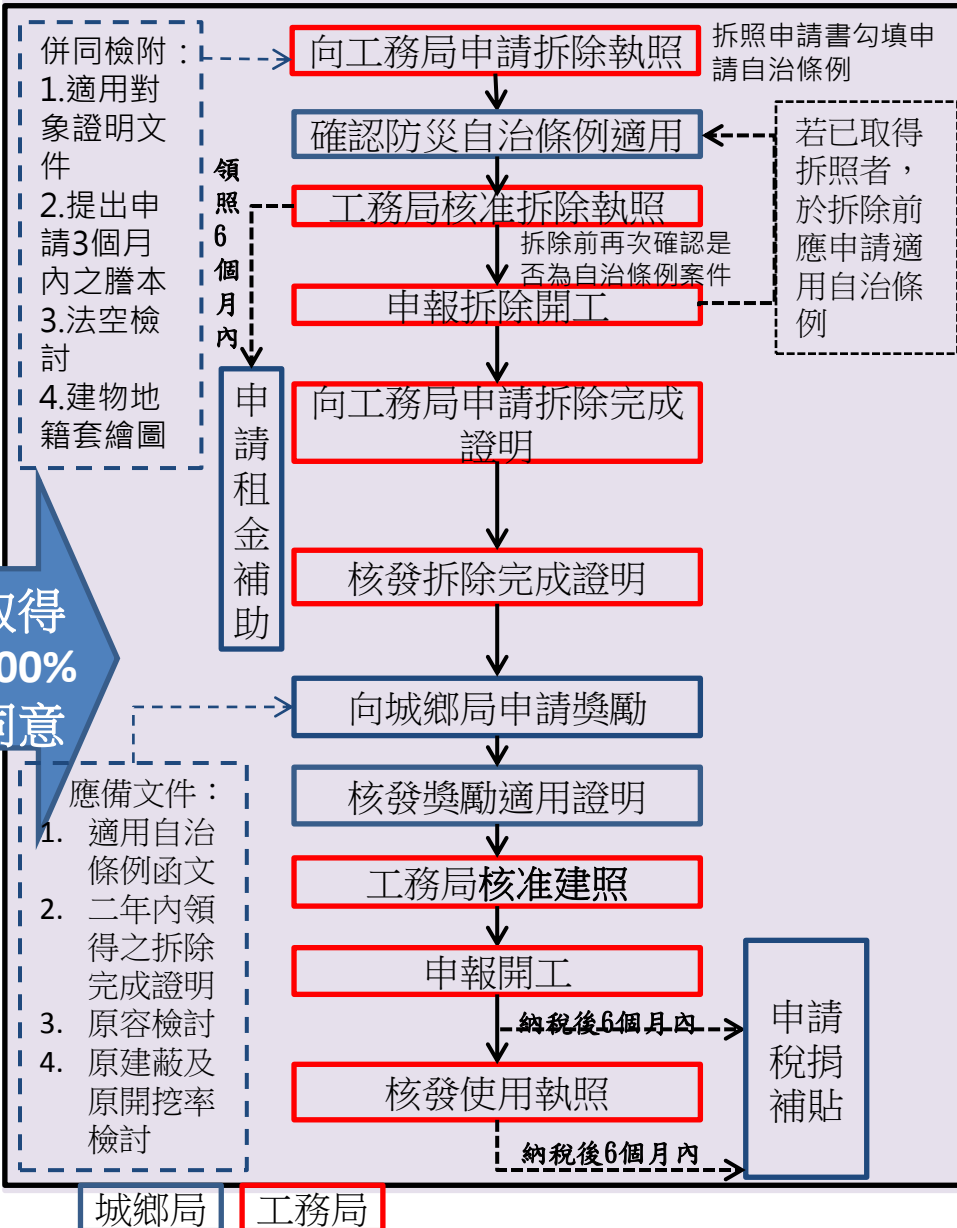 併同檢附：
1.適用對
象證明文
件
2.提出申
請3個月
內之謄本
3.法空檢
討
4.建物地
籍套繪圖
向工務局申請拆除執照
拆照申請書勾填申
請自治條例
確認防災自治條例適用
若已取得
拆照者，
於拆除前
應申請適
用自治條
例
工務局核准拆除執照
領照6個月內
拆除前再次確認是
否為自治條例案件
申報拆除開工
申請租金補助
向工務局申請拆除完成
證明
核發拆除完成證明
取得
00%
同意
向城鄉局申請獎勵
應備文件：
1. 適用自治
條例函文
2. 二年內領
得之拆除
完成證明
3. 原容檢討
4. 原建蔽及
原開挖率
檢討
核發獎勵適用證明
工務局核准建照
申報開工
納稅後6個月內
申請
稅捐
補貼
核發使用執照
納稅後6個月內
城鄉局
工務局